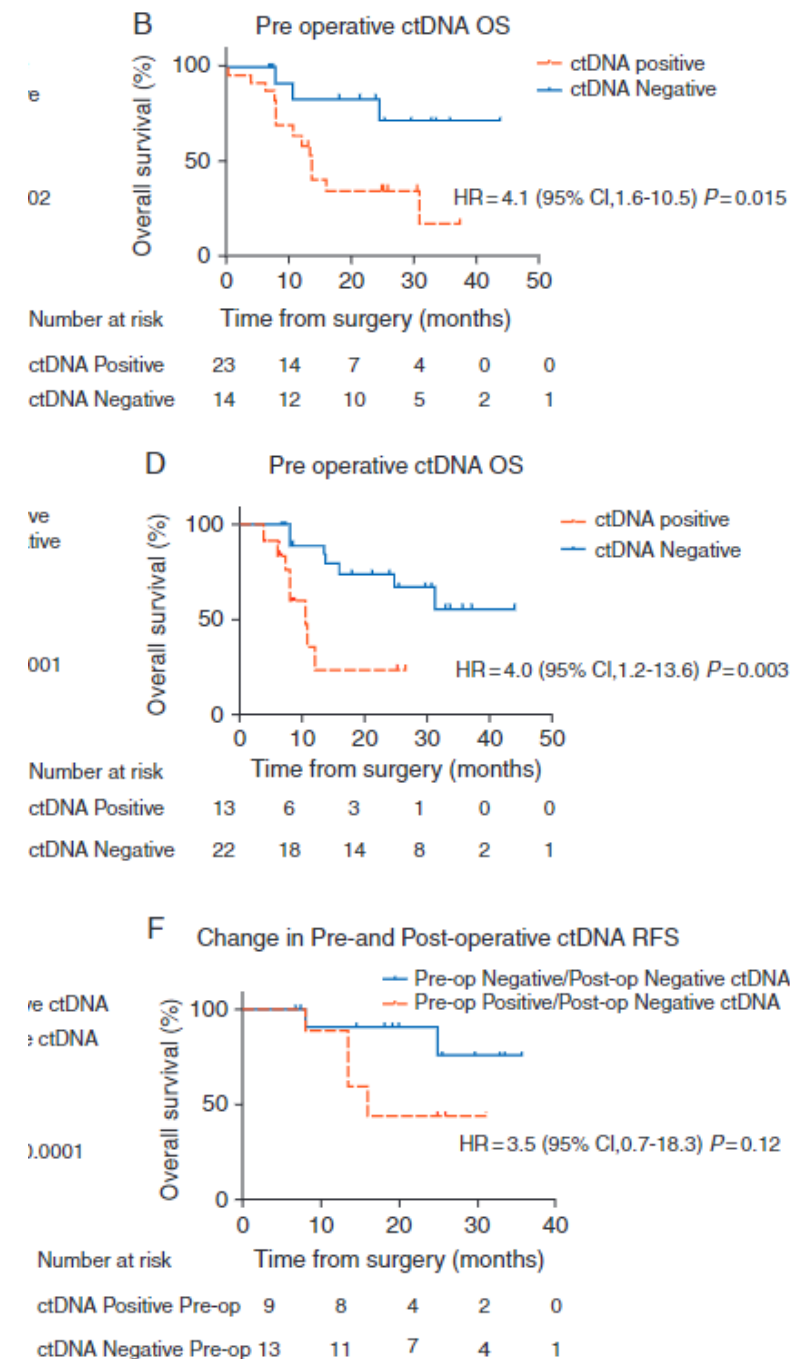 B
Pre operative ctDNA OS
ve
02
Overall survival (%)
100
50
0
ctDNA positive
ctDNA Negative
HR=4.1 (95% CI,1.6-10.5) P=0.015
0 10 20 30 40 50
Number at risk
Time from surgery (months)
ctDNA Positive 23 14 7 4 0 0
ctDNA Negative 14 12 10 5 2 1
D
Pre operative ctDNA OS
ve
tive
001
Overall survival (%)
100
50
0
ctDNA positive
ctDNA Negative
HR=4.0 (95% CI,1.2-13.6) P=0.003
0 10 20 30 40 50
Number at risk
Time from surgery (months)
ctDNA Positive 13 6 3 1 0 0
ctDNA Negative 22 18 14 8 2 1
F
Change in Pre-and Post-operative ctDNA RFS
ve ctDNA
e ctDNA
0.0001
Overall survival (%)
100
50
0
Pre-op Negative/Post-op Negative ctDNA
Pre-op Positive/Post-op Negative ctDNA
HR=3.5 (95% CI,0.7-18.3) P=0.12
0 10 20 30 40
Number at risk
Time from surgery (months)
ctDNA Positive Pre-op 9 8 4 2 0
ctDNA Negative Pre-op 13 11 7 4 1